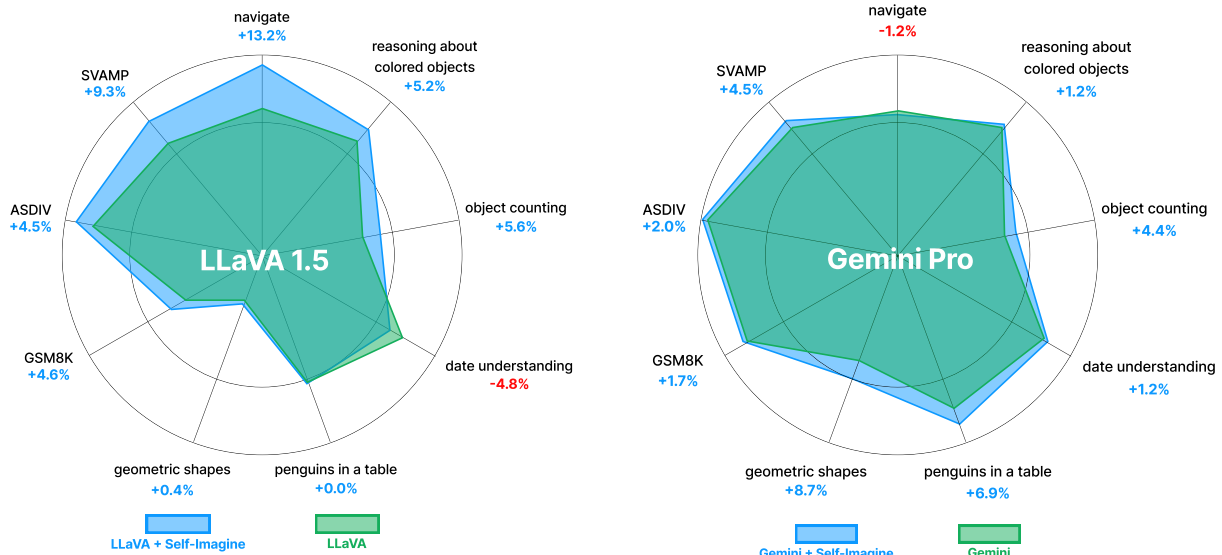 navigate
+13.2%
reasoning about
colored objects
+5.2%
SVAMP
+9.3%
object counting
+5.6%
ASDIV
+4.5%
LLaVA 1.5
GSM8K
+4.6%
date understanding
-4.8%
geometric shapes
+0.4%
penguins in a table
+0.0%
LLaVA + Self-Imagine
LLaVA
navigate
-1.2%
reasoning about
colored objects
+1.2%
SVAMP
+4.5%
object counting
+4.4%
ASDIV
+2.0%
Gemini Pro
GSM8K
+1.7%
date understanding
+1.2%
geometric shapes
+8.7%
penguins in a table
+6.9%
Gemini + Self-Imagine
Gemini